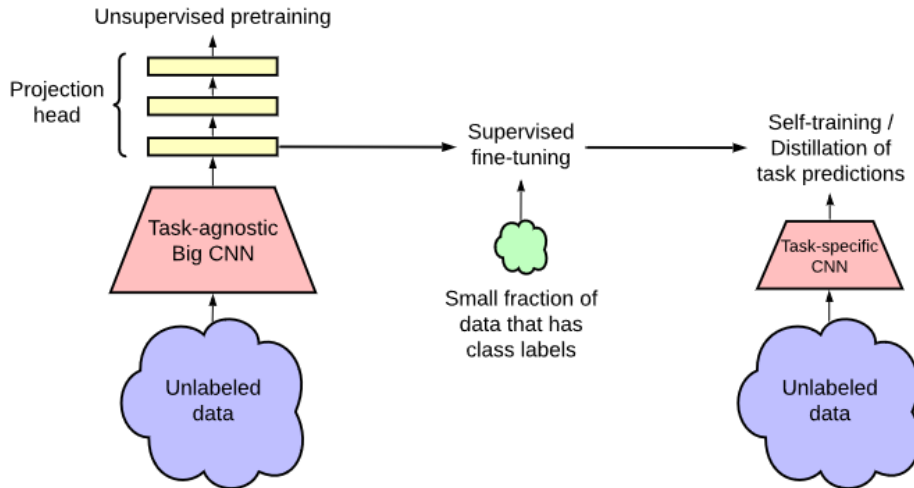 Unsupervised pretraining
Projection
head
Task-agnostic
Big CNN
Unlabeled
data
Supervised
fine-tuning
Small fraction of
data that has
class labels
Self-training /
Distillation of
task predictions
Task-specific
CNN
Unlabeled
data